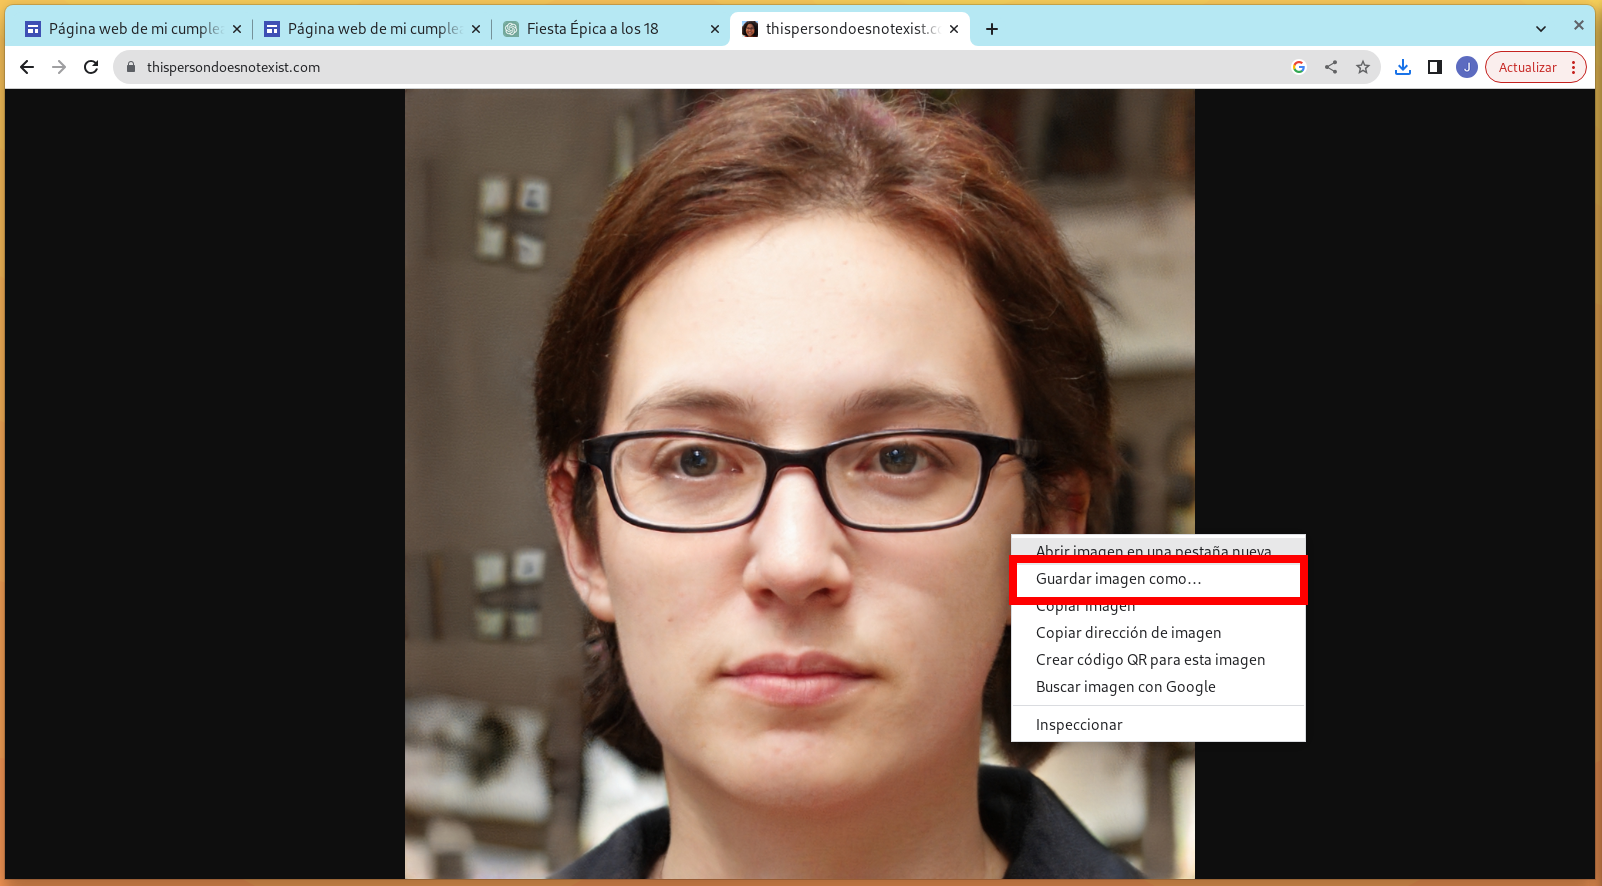 Página web de mi cumple
Página web de mi cumple
Fiesta Épica a los 18
thispersondoesnotexist.c
thispersondoesnotexist.com
J
Actualizar
Abrir imagen en una pestaña nueva
Guardar imagen como...
Copiar imagen
Copiar dirección de imagen
Crear código QR para esta imagen
Buscar imagen con Google
Inspeccionar